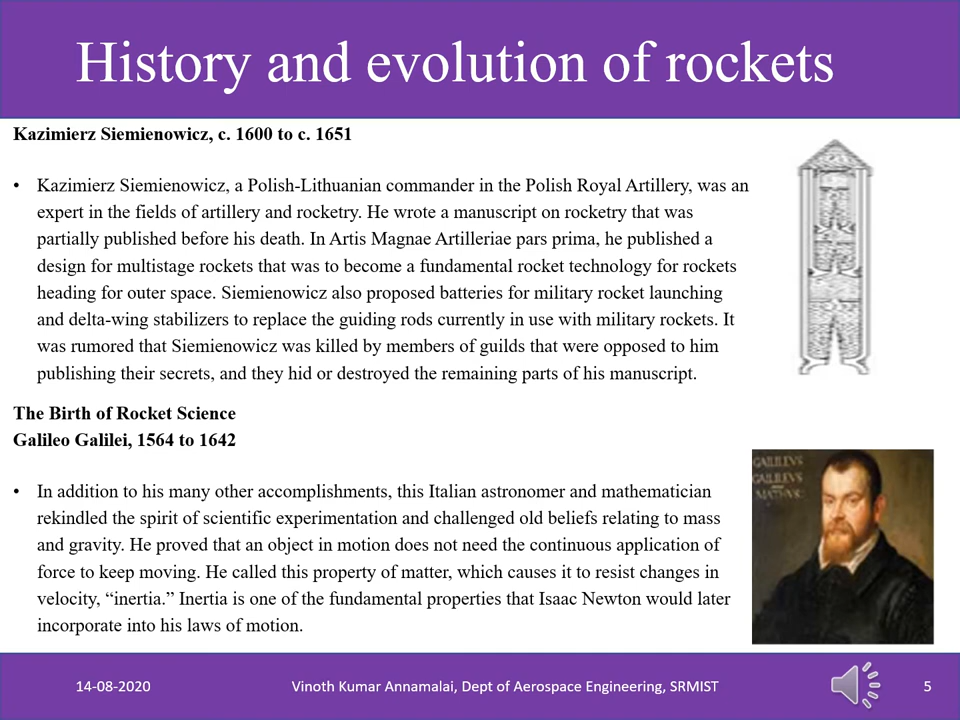 History and evolution of rockets
Kazimierz Siemienowicz, c. 1600 to c. 1651
• Kazimierz Siemienowicz, a Polish-Lithuanian commander in the Polish Royal Artillery, was an
expert in the fields of artillery and rocketry. He wrote a manuscript on rocketry that was
partially published before his death. In Artis Magnae Artilleriae pars prima, he published a
design for multistage rockets that was to become a fundamental rocket technology for rockets
heading for outer space. Siemienowicz also proposed batteries for military rocket launching
and delta-wing stabilizers to replace the guiding rods currently in use with military rockets. It
was rumored that Siemienowicz was killed by members of guilds that were opposed to him
publishing their secrets, and they hid or destroyed the remaining parts of his manuscript.
The Birth of Rocket Science
Galileo Galilei, 1564 to 1642
• In addition to his many other accomplishments, this Italian astronomer and mathematician
rekindled the spirit of scientific experimentation and challenged old beliefs relating to mass
and gravity. He proved that an object in motion does not need the continuous application of
force to keep moving. He called this property of matter, which causes it to resist changes in
velocity, “inertia.” Inertia is one of the fundamental properties that Isaac Newton would later
incorporate into his laws of motion.
GALILEVS
GALILEVS
14-08-2020
Vinoth Kumar Annamalai, Dept of Aerospace Engineering, SRMIST
5